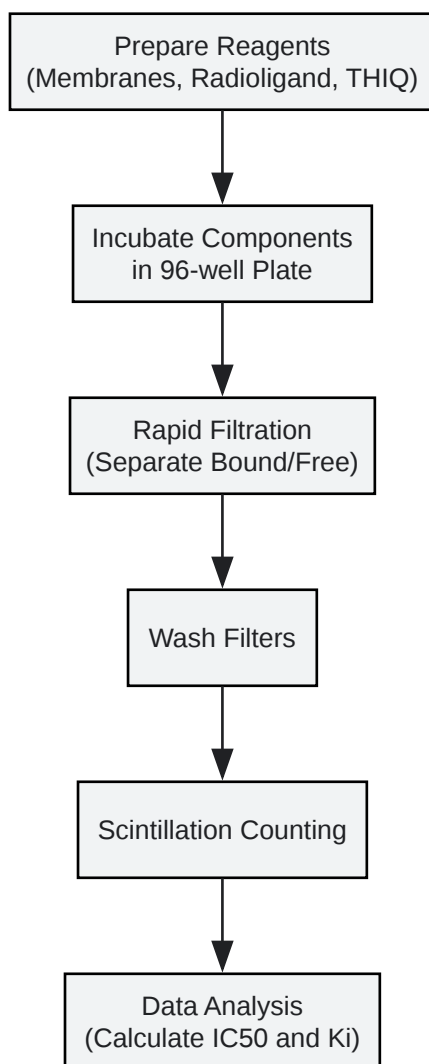 Prepare Reagents
(Membranes, Radioligand, THIQ)
Incubate Components
in 96-well Plate
Rapid Filtration
(Separate Bound/Free)
Wash Filters
Scintillation Counting
Data Analysis
(Calculate IC50 and Ki)